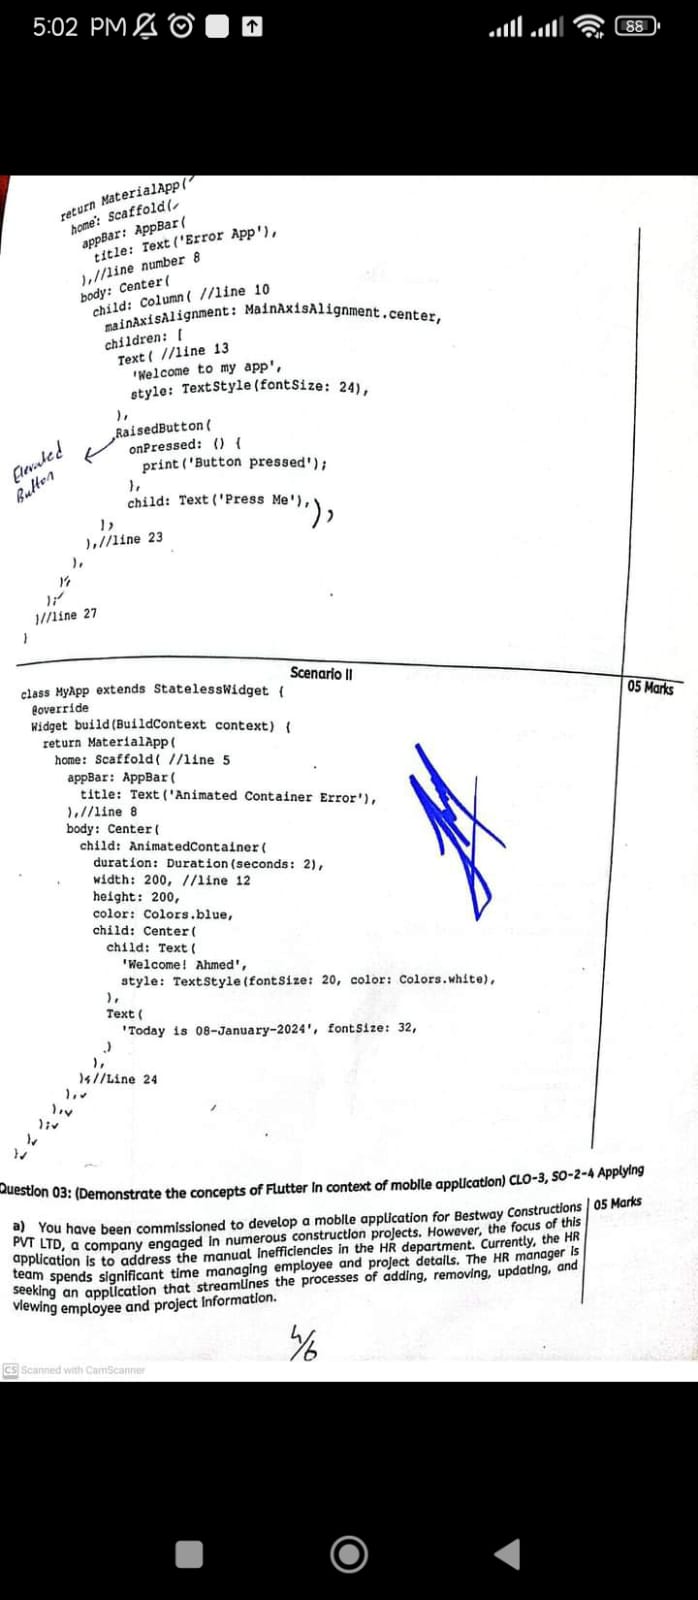 5:02 PM
88
return MaterialApp(
home: Scaffold(
appBar: AppBar(
title: Text('Error App'),
),//line number 8
body: Center(
child: Column( //line 10
mainAxisAlignment: MainAxisAlignment.center,
children: [
Text( //line 13
'Welcome to my app',
style: TextStyle(fontSize: 24),
),
RaisedButton(
Elevated
Button
onPressed: () {
print('Button pressed');
},
child: Text('Press Me'),
),
],
),//line 23
),
),
);
}//line 27
}
Scenario II
05 Marks
class MyApp extends StatelessWidget {
@override
Widget build(BuildContext context) {
return MaterialApp(
home: Scaffold( //line 5
appBar: AppBar(
title: Text('Animated Container Error'),
),//line 8
body: Center(
child: AnimatedContainer(
duration: Duration(seconds: 2),
width: 200, //line 12
height: 200,
color: Colors.blue,
child: Center(
child: Text(
'Welcome! Ahmed',
style: TextStyle(fontSize: 20, color: Colors.white),
),
Text(
'Today is 08-January-2024', fontSize: 32,
)
),
)//Line 24
),
),
);
}
}
Question 03: (Demonstrate the concepts of Flutter in context of mobile application) CLO-3, SO-2-4 Applying
a) You have been commissioned to develop a mobile application for Bestway Constructions
05 Marks
PVT LTD, a company engaged in numerous construction projects. However, the focus of this
application is to address the manual inefficiencies in the HR department. Currently, the HR
team spends significant time managing employee and project details. The HR manager is
seeking an application that streamlines the processes of adding, removing, updating, and
viewing employee and project information.
4/6
CS Scanned with CamScanner